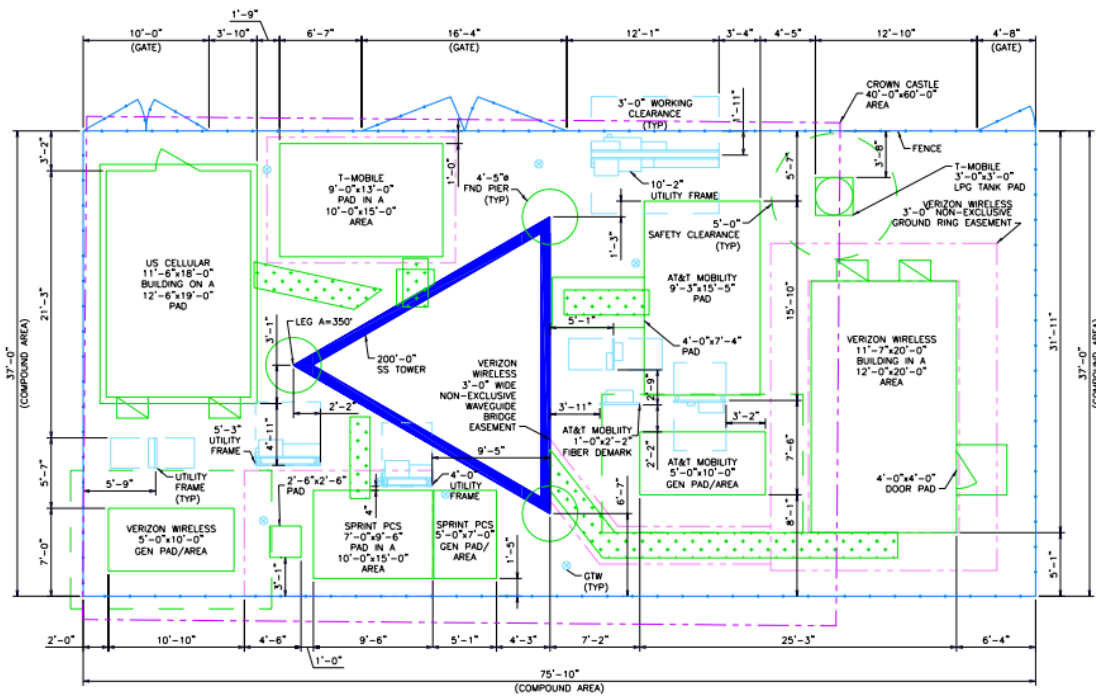 1'-9"
10'-0"
(GATE)
3'-10"
6'-7"
16'-4"
(GATE)
12'-1"
3'-4"
4'-5"
12'-10"
4'-8"
(GATE)
3'-0" WORKING
CLEARANCE
(TYP)
1'-11"
CROWN CASTLE
40'-0"x60'-0"
AREA
FENCE
3'-2"
T-MOBILE
9'-0"x13'-0"
PAD IN A
10'-0"x15'-0"
AREA
1'-0"
4'-5"ø
FND PIER
(TYP)
10'-2"
UTILITY FRAME
5'-7"
3'-8"
T-MOBILE
3'-0"x3'-0"
LPG TANK PAD
VERIZON WIRELESS
3'-0" NON-EXCLUSIVE
GROUND RING EASEMENT
5'-0"
SAFETY CLEARANCE
(TYP)
1'-3"
US CELLULAR
11'-6"x18'-0"
BUILDING ON A
12'-6"x19'-0"
PAD
AT&T MOBILITY
9'-3"x15'-5"
PAD
21'-3"
37'-0"
(COMPOUND AREA)
LEG A=350'
3'-1"
200'-0"
SS TOWER
5'-1"
4'-0"x7'-4"
PAD
15'-10"
VERIZON WIRELESS
11'-7"x20'-0"
BUILDING IN A
12'-0"x20'-0"
AREA
31'-11"
37'-0"
(COMPOUND AREA)
VERIZON
WIRELESS
3'-0" WIDE
NON-EXCLUSIVE
WAVEGUIDE
BRIDGE
EASEMENT
2'-9"
2'-2"
3'-11"
3'-2"
AT&T MOBLIITY
1'-0"x2'-2"
FIBER DEMARK
2'-2"
7'-6"
5'-3"
UTILITY
FRAME
4'-11"
9'-5"
AT&T MOBILITY
5'-0"x10'-0"
GEN PAD/AREA
4'-0"x4'-0"
DOOR PAD
5'-7"
5'-9"
UTILITY
FRAME
(TYP)
2'-6"x2'-6"
PAD
4'-0"
UTILITY
FRAME
4"
6'-7"
8'-1"
VERIZON WIRELESS
5'-0"x10'-0"
GEN PAD/AREA
SPRINT PCS
7'-0"x9'-6"
PAD IN A
10'-0"x15'-0"
AREA
SPRINT PCS
5'-0"x7'-0"
GEN PAD/
AREA
7'-0"
3'-1"
1'-5"
GTW
(TYP)
5'-1"
2'-0"
10'-10"
4'-6"
1'-0"
9'-6"
5'-1"
4'-3"
7'-2"
25'-3"
6'-4"
75'-10"
(COMPOUND AREA)